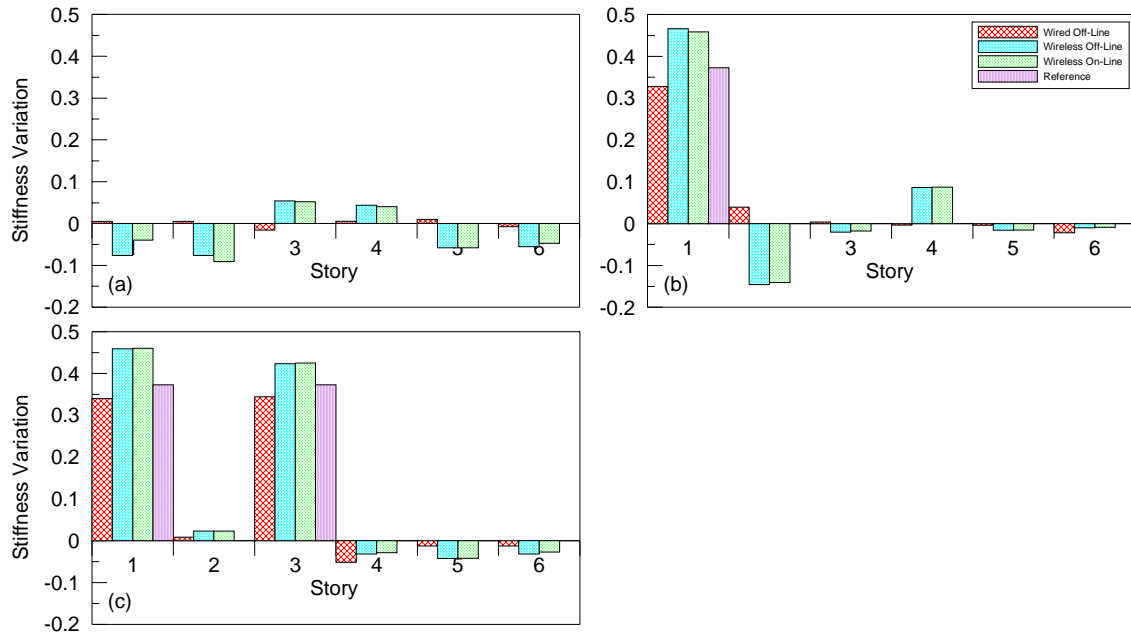 0.5
0.4
0.3
0.2
0.1
0
-0.1
-0.2
Stiffness Variation
3 4 5 6
Story
(a)
0.5
0.4
0.3
0.2
0.1
0
-0.1
-0.2
Wired Off-Line
Wireless Off-Line
Wireless On-Line
Reference
1 3 4 5 6
Story
(b)
0.5
0.4
0.3
0.2
0.1
0
-0.1
-0.2
Stiffness Variation
1 2 3 4 5 6
Story
(c)